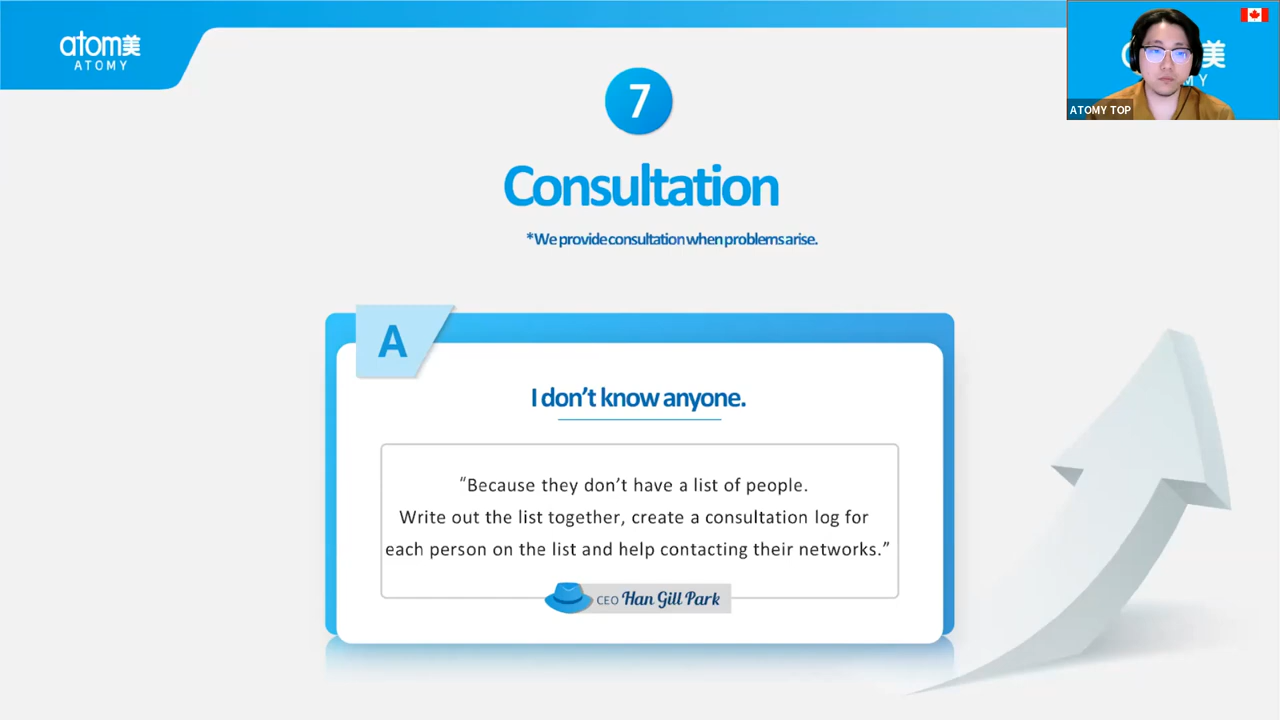 atom美
ATOMY
7
Consultation
*We provide consultation when problems arise.
A
I don't know anyone.
“Because they don't have a list of people.
Write out the list together, create a consultation log for
each person on the list and help contacting their networks.”
CEO Han Gill Park
美
MY
ATOMY TOP